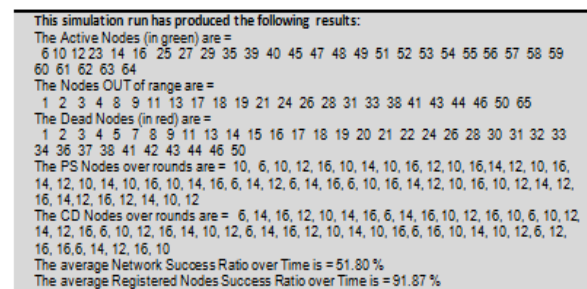 This simulation run has produced the following results:
The Active Nodes (in green) are =
6 10 12 23 14 16 25 27 29 35 39 40 45 47 48 49 51 52 53 54 55 56 57 58 59
60 61 62 63 64
The Nodes OUT of range are =
1 2 3 4 8 9 11 13 17 18 19 21 24 26 28 31 33 38 41 43 44 46 50 65
The Dead Nodes (in red) are =
1 2 3 4 5 7 8 9 11 13 14 15 16 17 18 19 20 21 22 24 26 28 30 31 32 33
34 36 37 38 41 42 43 44 46 50
The PS Nodes over rounds are = 10, 6, 10, 12, 16, 10, 14, 10, 16, 12, 10, 16, 14, 12, 10, 16,
14, 12, 10, 14, 10, 16, 10, 14, 16, 6, 14, 12, 6, 14, 16, 6, 10, 16, 14, 12, 10, 16, 10, 12, 14, 12,
16, 14, 12, 16, 12, 14, 10, 12
The CD Nodes over rounds are = 6, 14, 16, 12, 10, 14, 16, 6, 14, 16, 10, 12, 16, 10, 6, 10, 12,
14, 12, 16, 6, 10, 12, 16, 14, 10, 12, 6, 14, 16, 12, 10, 14, 10, 16, 6, 16, 10, 14, 10, 12, 6, 12,
16, 16, 6, 14, 12, 16, 10
The average Network Success Ratio over Time is = 51.80 %
The average Registered Nodes Success Ratio over Time is = 91.87 %